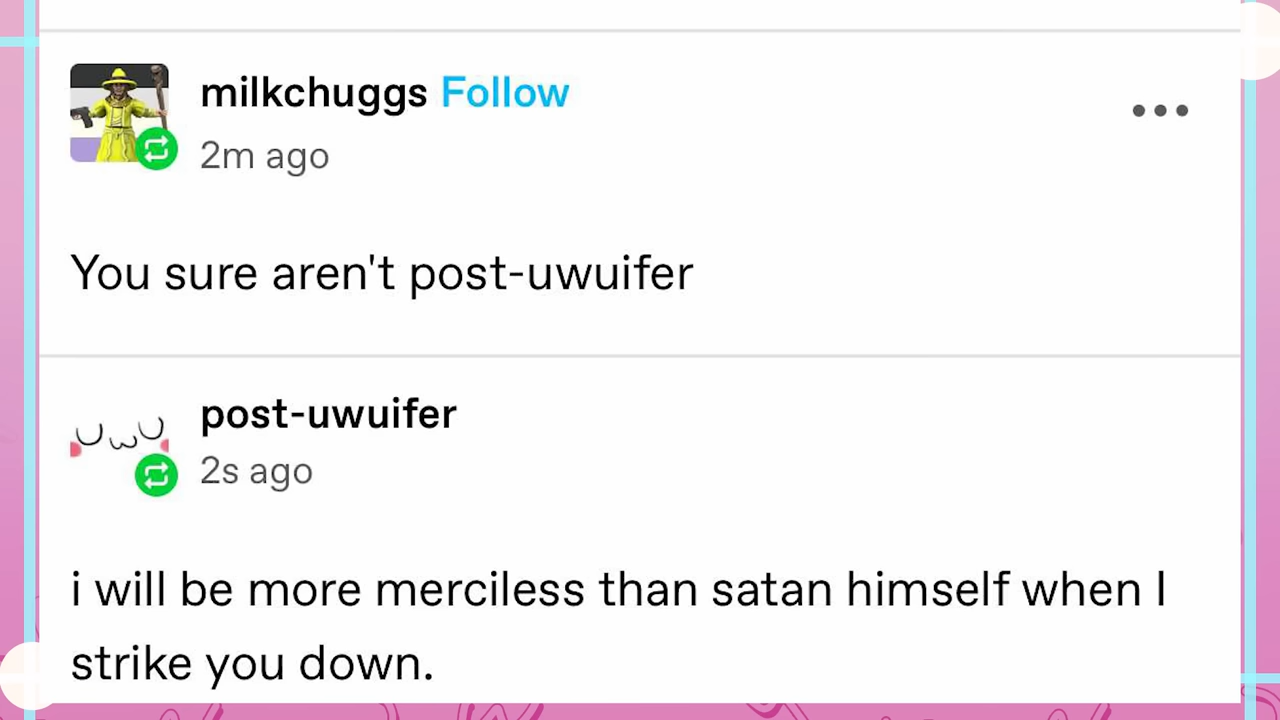 milkchuggs Follow
2m ago
You sure aren't post-uwuifer
post-uwuifer
2s ago
i will be more merciless than satan himself when I
strike you down.